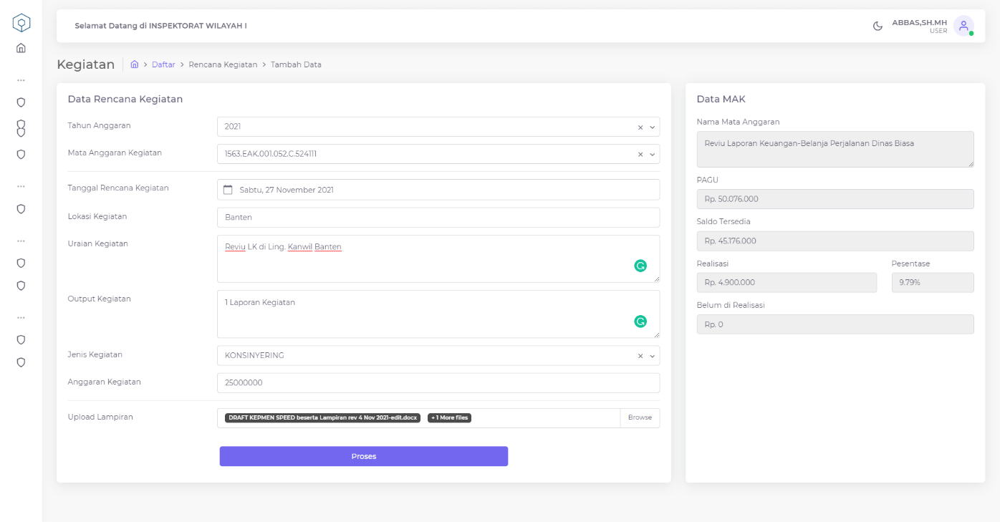 Selamat Datang di INSPEKTORAT WILAYAH I
ABBAS,SH.MH
USER
Kegiatan
Daftar > Rencana Kegiatan > Tambah Data
Data Rencana Kegiatan
Tahun Anggaran
2021
Mata Anggaran Kegiatan
1563.EAK.001.052.C.524111
Tanggal Rencana Kegiatan
Sabtu, 27 November 2021
Lokasi Kegiatan
Banten
Uraian Kegiatan
Reviu LK di Ling. Kanwil Banten
Output Kegiatan
1 Laporan Kegiatan
Jenis Kegiatan
KONSINYERING
Anggaran Kegiatan
25000000
Upload Lampiran
DRAFT KEPMEN SPEED beserta Lampiran rev 4 Nov 2021-edit.docx
+ 1 More files
Browse
Proses
Data MAK
Nama Mata Anggaran
Reviu Laporan Keuangan-Belanja Perjalanan Dinas Biasa
PAGU
Rp. 50.076.000
Saldo Tersedia
Rp. 45.176.000
Realisasi
Rp. 4.900.000
Pesentase
9.79%
Belum di Realisasi
Rp. 0